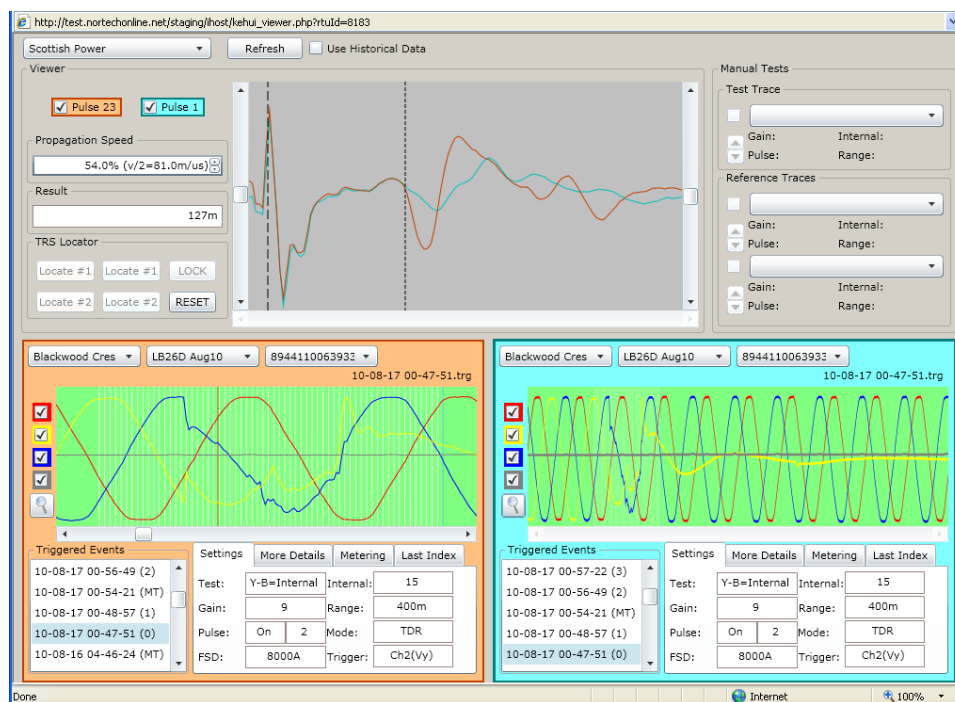 http://test.nortechonline.net/staging/ihost/kehui_viewer.php?rtuId=8183
Scottish Power Refresh Use Historical Data
Viewer
Pulse 23 Pulse 1
Propagation Speed
54.0% (v/2=81.0m/us)
Result
127m
TRS Locator
Locate #1 Locate #1 LOCK
Locate #2 Locate #2 RESET
Manual Tests
Test Trace
Gain: Internal:
Pulse: Range:
Reference Traces
Gain: Internal:
Pulse: Range:
Gain: Internal:
Pulse: Range:
Blackwood Cres LB26D Aug10 8944110063933
10-08-17 00-47-51.trg
Triggered Events
10-08-17 00-56-49 (2)
10-08-17 00-54-21 (MT)
10-08-17 00-48-57 (1)
10-08-17 00-47-51 (0)
10-08-16 04-46-24 (MT)
Settings More Details Metering Last Index
Test: Y-B=Internal Internal: 15
Gain: 9 Range: 400m
Pulse: On 2 Mode: TDR
FSD: 8000A Trigger: Ch2(Vy)
Blackwood Cres LB26D Aug10 8944110063933
10-08-17 00-47-51.trg
Triggered Events
10-08-17 00-57-22 (3)
10-08-17 00-56-49 (2)
10-08-17 00-54-21 (MT)
10-08-17 00-48-57 (1)
10-08-17 00-47-51 (0)
Settings More Details Metering Last Index
Test: Y-B=Internal Internal: 15
Gain: 9 Range: 400m
Pulse: On 2 Mode: TDR
FSD: 8000A Trigger: Ch2(Vy)
Done Internet 100%